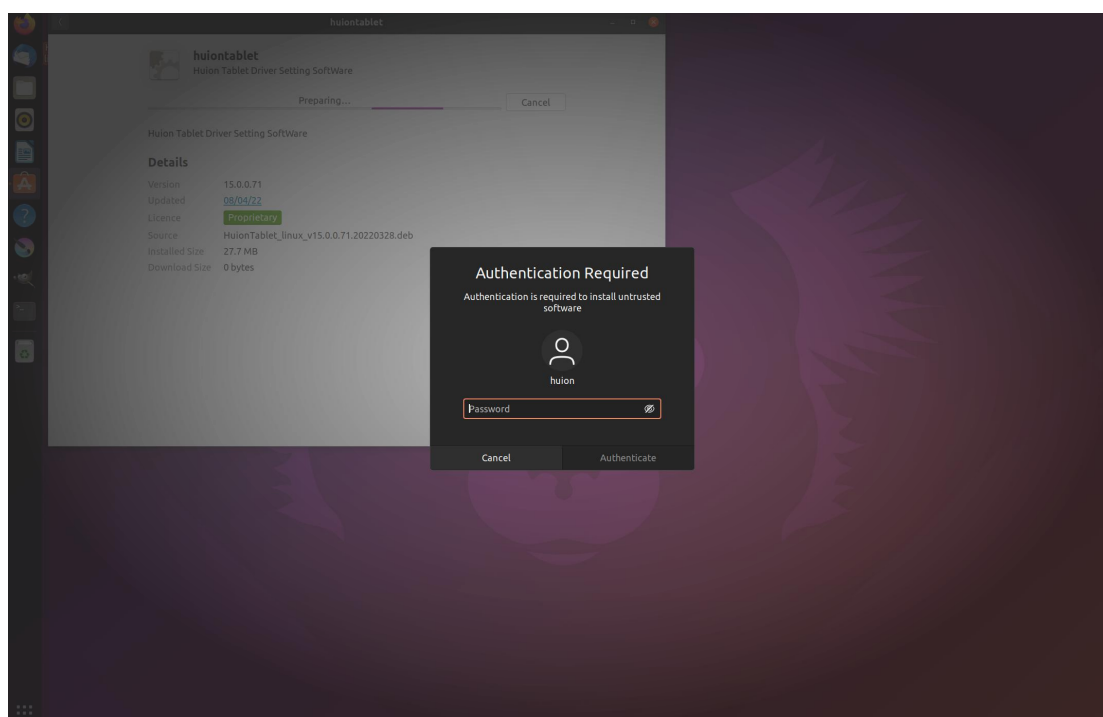 huiontablet
huiontablet
Huion Tablet Driver Setting SoftWare
Preparing...
Cancel
Huion Tablet Driver Setting SoftWare
Details
Version 15.0.0.71
Updated 08/04/22
Licence Proprietary
Source HuionTablet_linux_v15.0.0.71.20220328.deb
Installed Size 27.7 MB
Download Size 0 bytes
Authentication Required
Authentication is required to install untrusted
software
huion
Password
Cancel
Authenticate